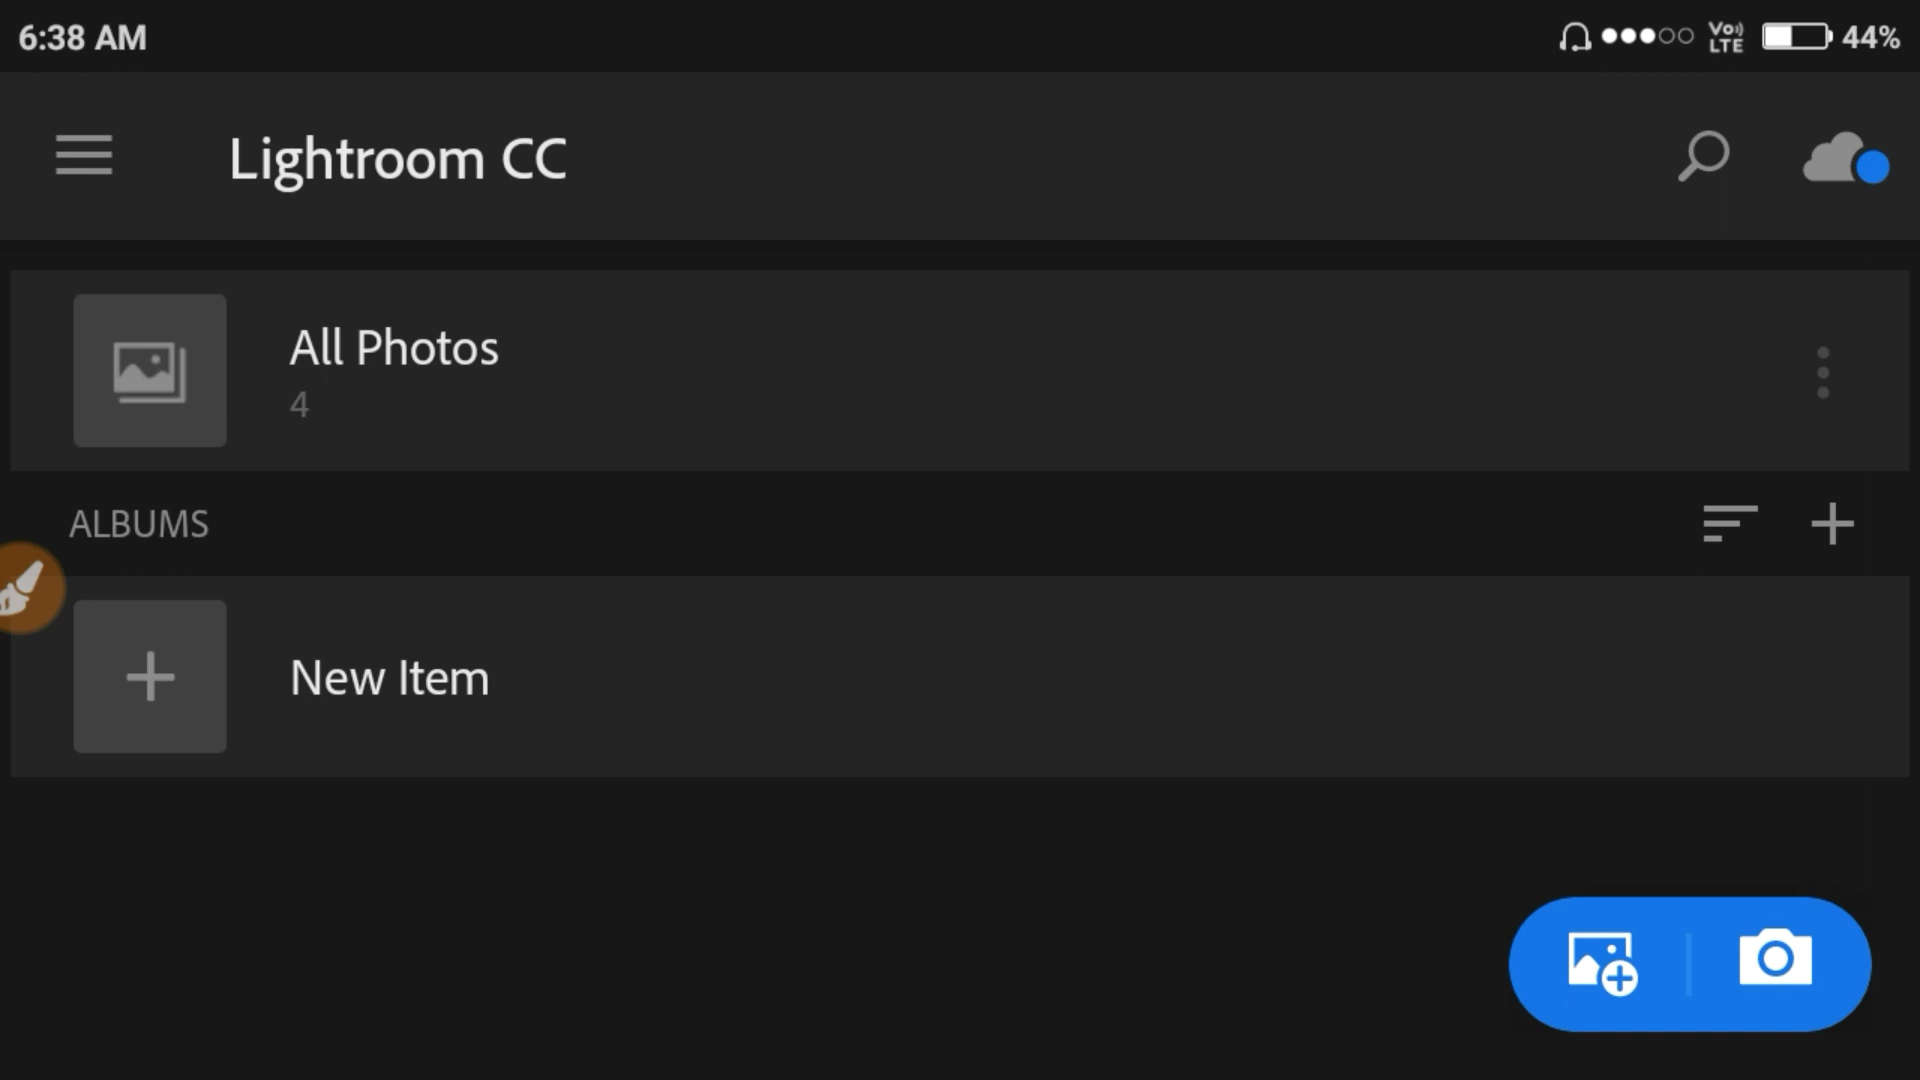 6:38 AM
Vo))
LTE
44%
Lightroom CC
All Photos
4
ALBUMS
New Item